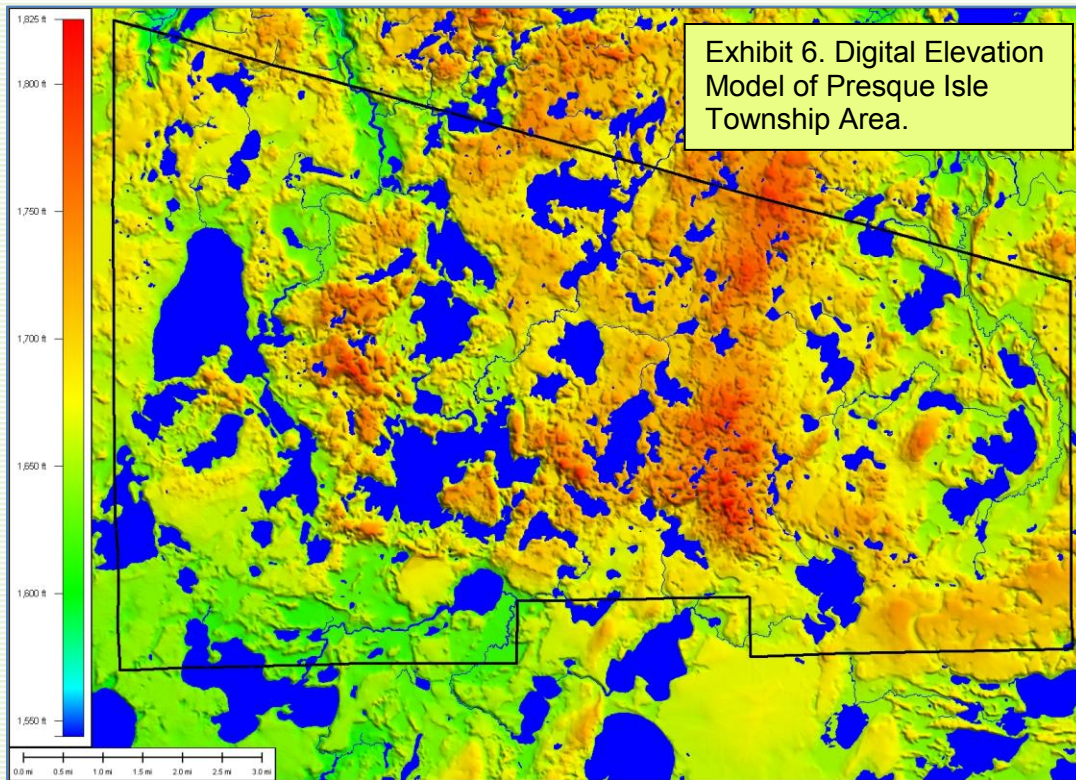 1,825 ft
1,800 ft
1,750 ft
1,700 ft
1,650 ft
1,600 ft
1,550 ft
Exhibit 6. Digital Elevation
Model of Presque Isle
Township Area.
0.0 mi 0.5 mi 1.0 mi 1.5 mi 2.0 mi 2.5 mi 3.0 mi